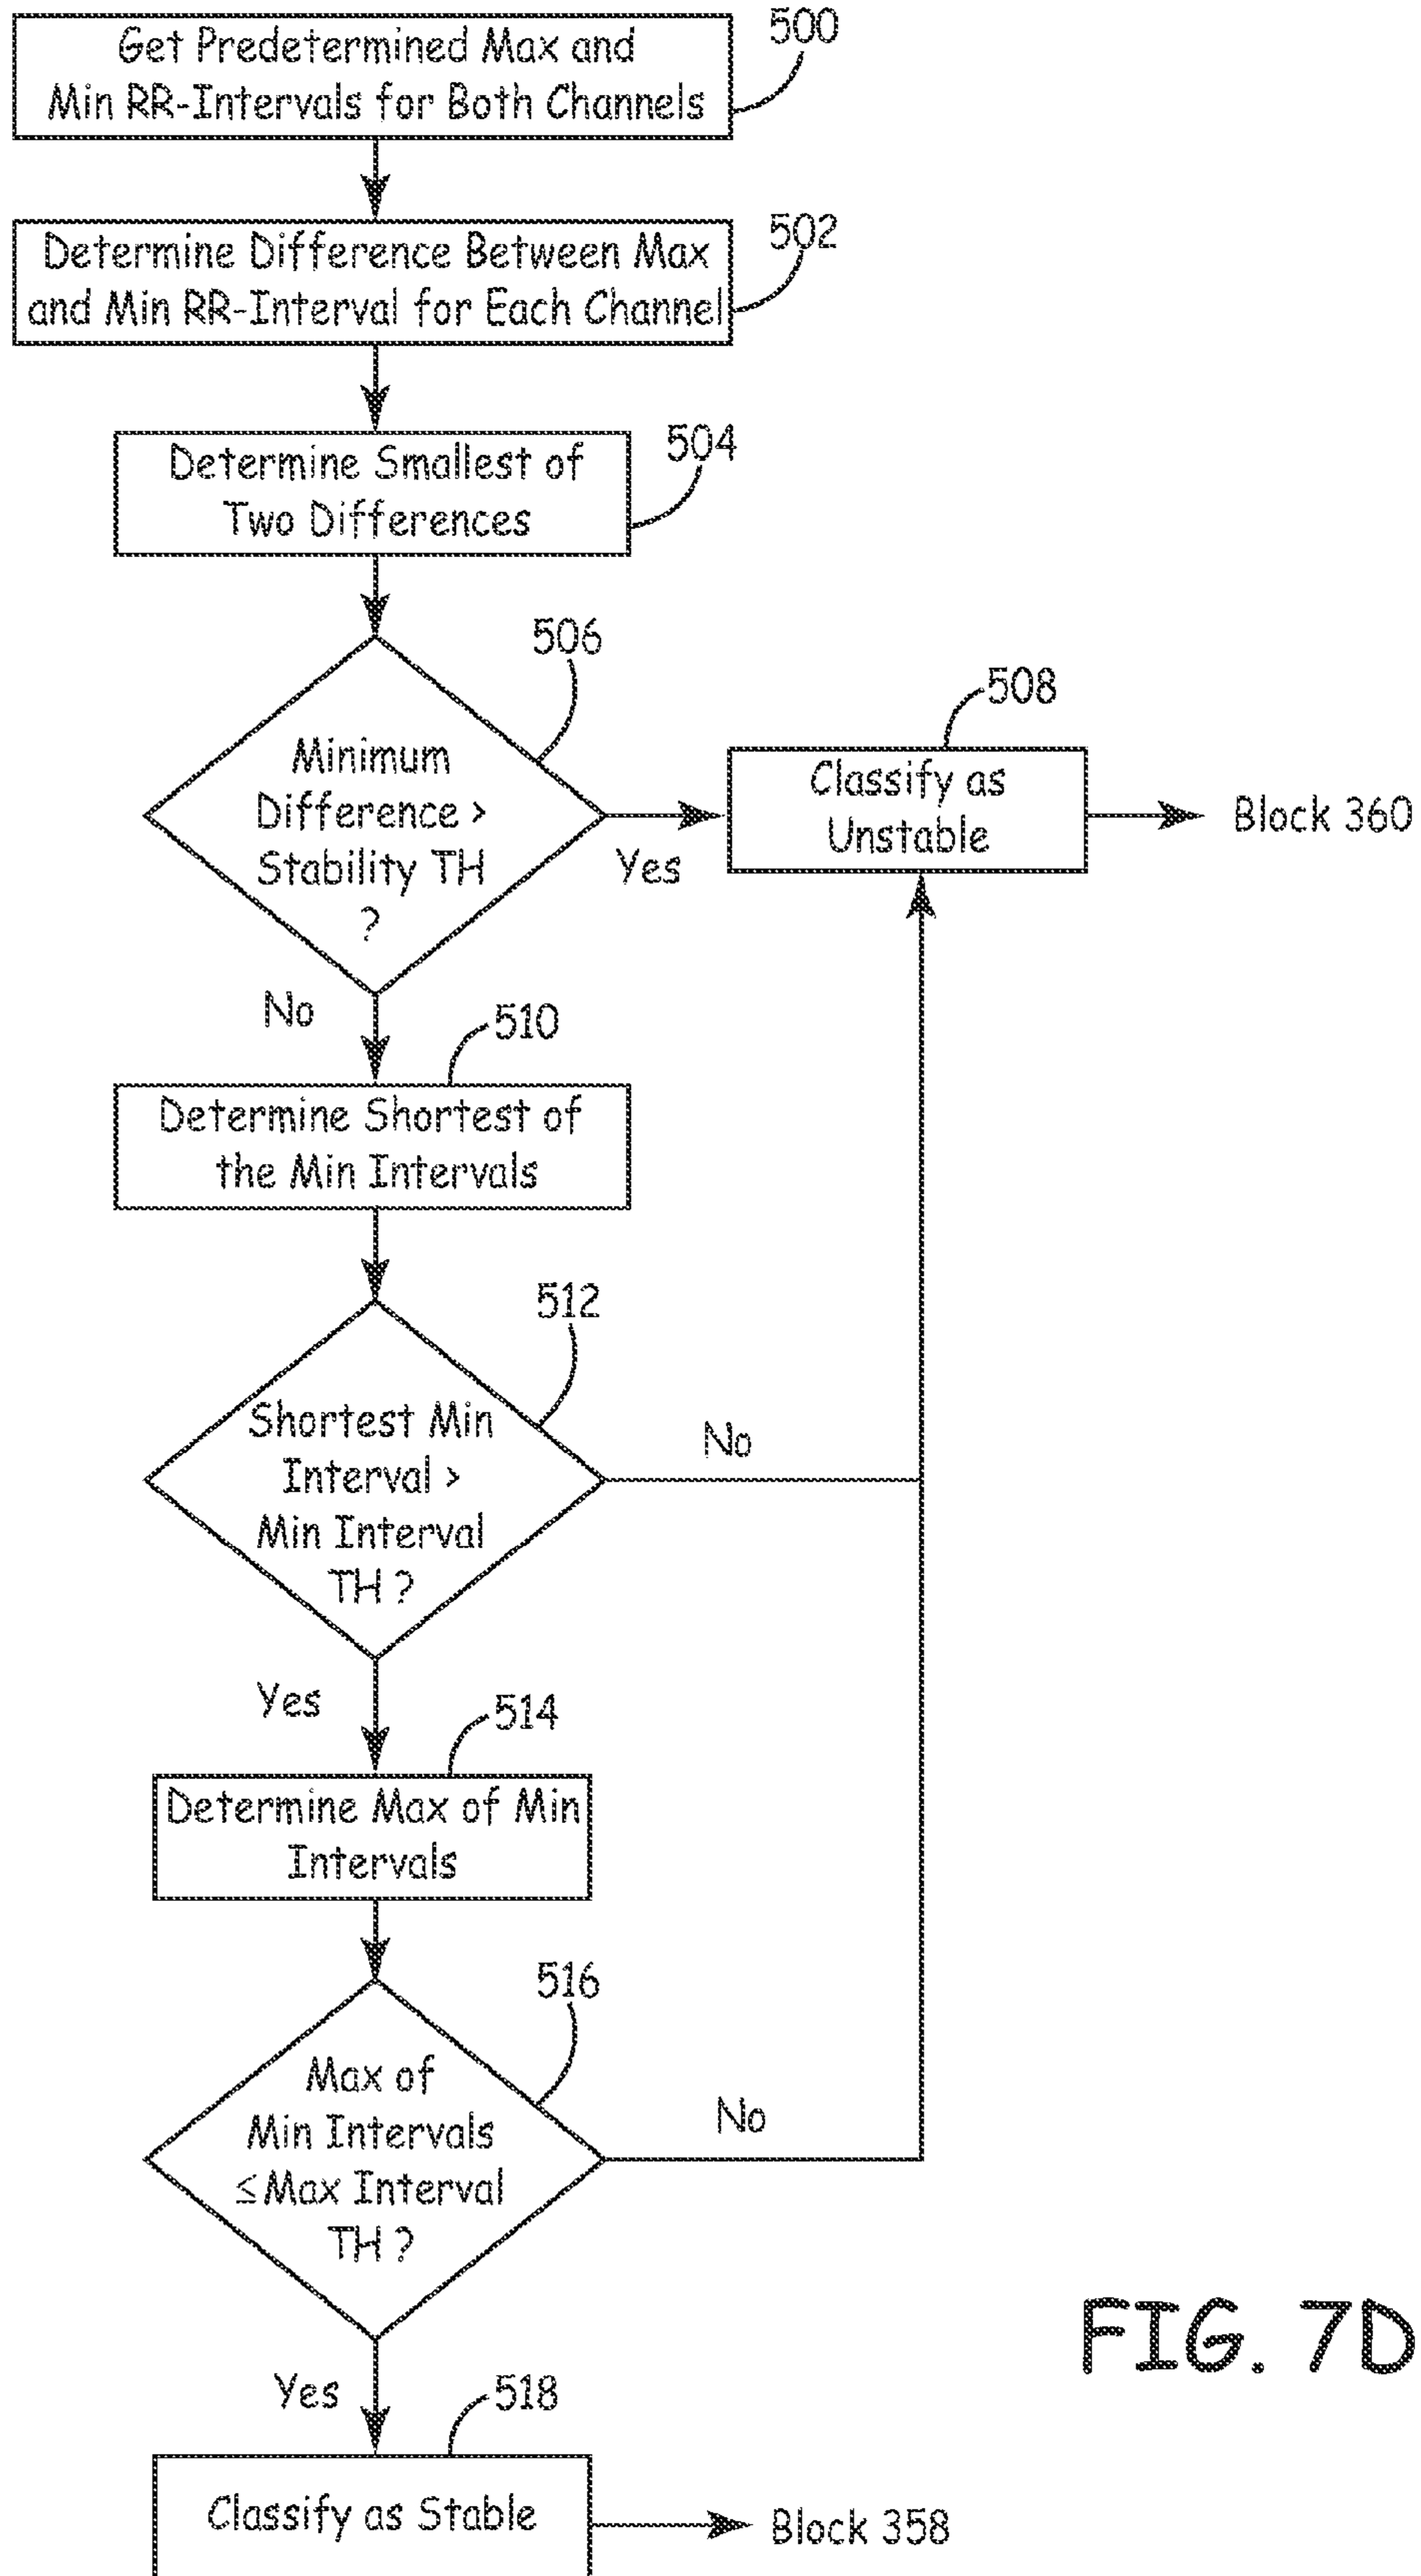 500
Get Predetermined Max and
Min RR-Intervals for Both Channels
502
Determine Difference Between Max
and Min RR-Interval for Each Channel
504
Determine Smallest of
Two Differences
506
Minimum
Difference >
Stability TH
?
Yes
508
Classify as
Unstable
Block 360
No
510
Determine Shortest of
the Min Intervals
512
Shortest Min
Interval >
Min Interval
TH ?
No
Yes
514
Determine Max of Min
Intervals
516
Max of
Min Intervals
≤Max Interval
TH ?
No
Yes
518
Classify as Stable
Block 358
FIG. 7D